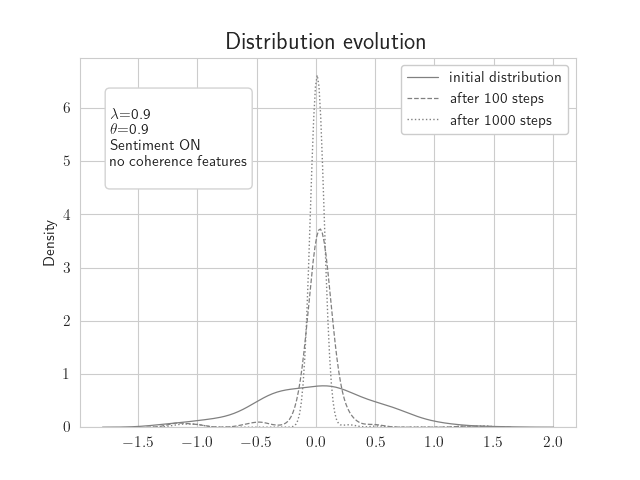 Distribution evolution
λ=0.9
θ=0.9
Sentiment ON
no coherence features
initial distribution
after 100 steps
after 1000 steps
Density
6
5
4
3
2
1
0
−1.5 −1.0 −0.5 0.0 0.5 1.0 1.5 2.0